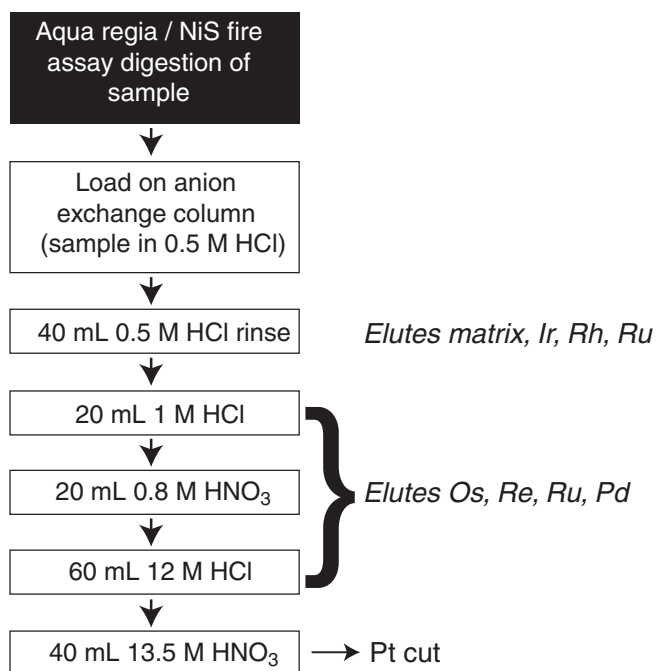 Aqua regia / NiS fire
assay digestion of
sample
Load on anion
exchange column
(sample in 0.5 M HCl)
40 mL 0.5 M HCl rinse
Elutes matrix, Ir, Rh, Ru
20 mL 1 M HCl
20 mL 0.8 M HNO₃
Elutes Os, Re, Ru, Pd
60 mL 12 M HCl
40 mL 13.5 M HNO₃
Pt cut